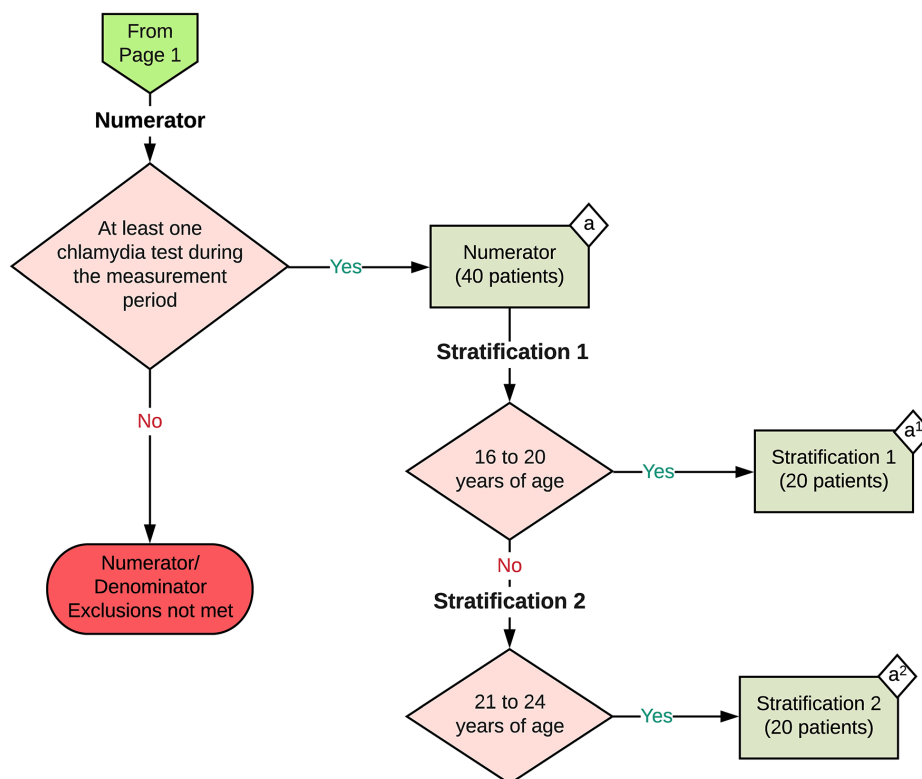 From
Page 1
Numerator
At least one
chlamydia test during
the measurement
period
Yes
a
Numerator
(40 patients)
Stratification 1
No
16 to 20
years of age
Yes
a¹
Stratification 1
(20 patients)
Numerator/
Denominator
Exclusions not met
No
Stratification 2
21 to 24
years of age
Yes
a²
Stratification 2
(20 patients)